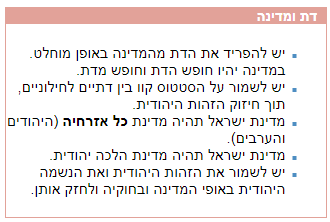 דת ומדינה
יש להפריד את הדת מהמדינה באופן מוחלט.
במדינה יהיו חופש הדת וחופש מדת.
יש לשמור על הסטטוס קוו בין דתיים לחילוניים,
תוך חיזוק הזהות היהודית.
מדינת ישראל תהיה מדינת כל אזרחיה (היהודים
והערבים).
מדינת ישראל תהיה מדינת הלכה יהודית.
יש לשמור את הזהות היהודית ואת הנשמה
היהודית באופי המדינה ובחוקיה ולחזק אותן.